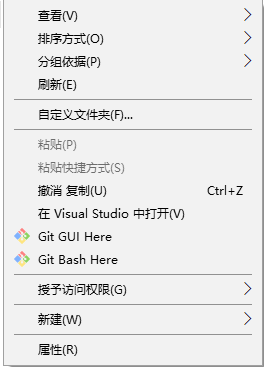 查看(V)
排序方式(O)
分组依据(P)
刷新(E)
自定义文件夹(F)...
粘贴(P)
粘贴快捷方式(S)
撤消 复制(U) Ctrl+Z
在 Visual Studio 中打开(V)
Git GUI Here
Git Bash Here
授予访问权限(G)
新建(W)
属性(R)